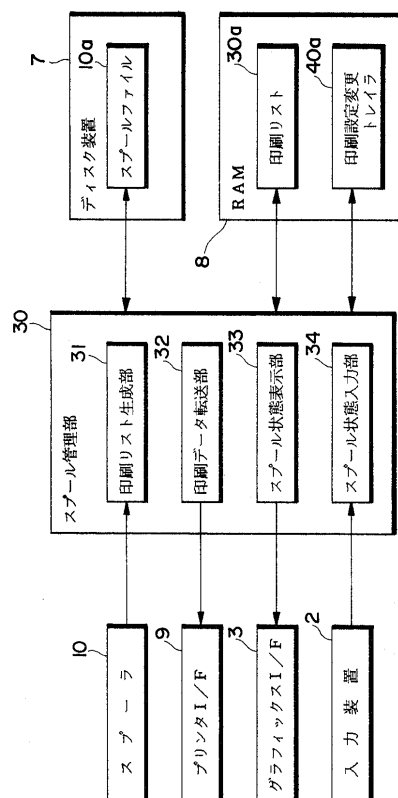 10
スプーラ
9
プリンタI/F
3
グラフィックスI/F
2
入力装置
30
スプール管理部
31
印刷リスト生成部
32
印刷データ転送部
33
スプール状態表示部
34
スプール状態入力部
7
ディスク装置
10a
スプールファイル
8
RAM
30a
印刷リスト
40a
印刷設定変更
トレイラ